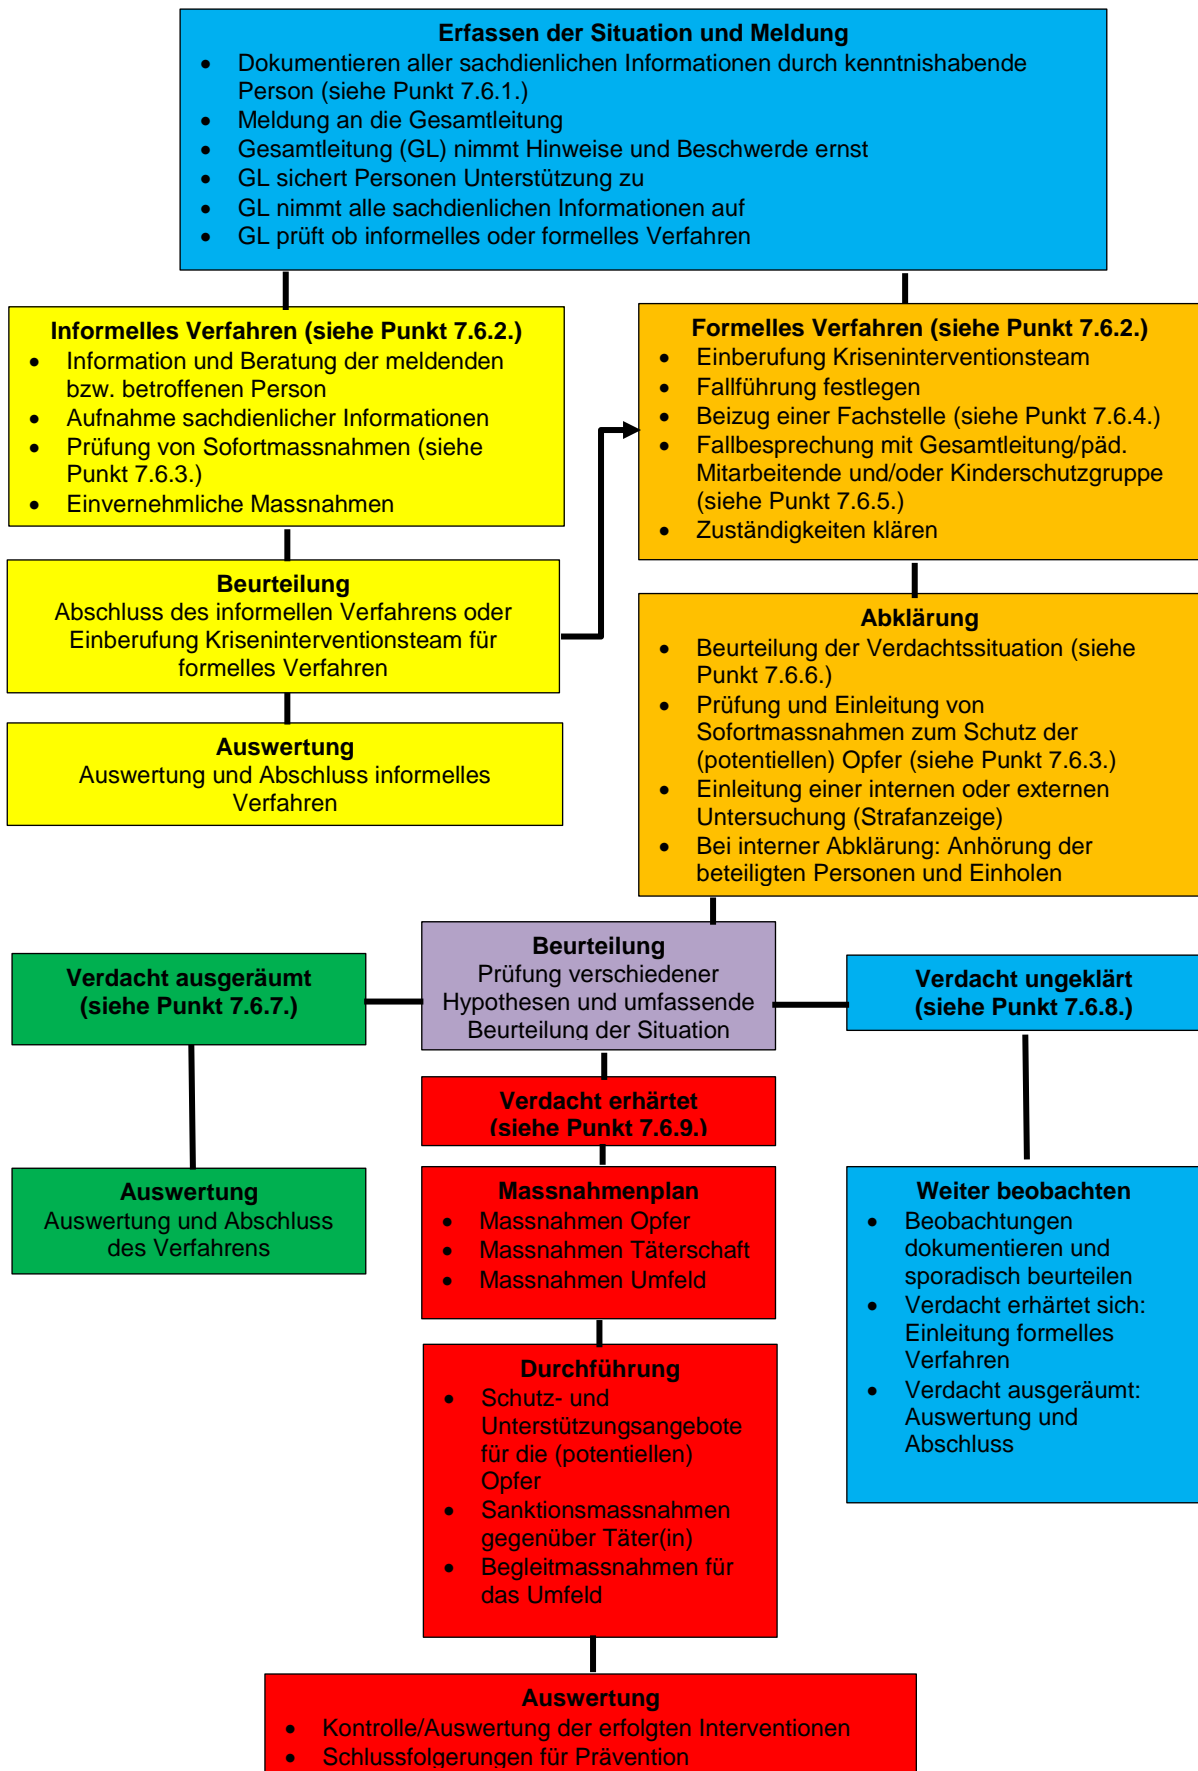 Erfassen der Situation und Meldung
• Dokumentieren aller sachdienlichen Informationen durch kenntnishabende
Person (siehe Punkt 7.6.1.)
• Meldung an die Gesamtleitung
• Gesamtleitung (GL) nimmt Hinweise und Beschwerde ernst
• GL sichert Personen Unterstützung zu
• GL nimmt alle sachdienlichen Informationen auf
• GL prüft ob informelles oder formelles Verfahren
Informelles Verfahren (siehe Punkt 7.6.2.)
• Information und Beratung der meldenden
bzw. betroffenen Person
• Aufnahme sachdienlicher Informationen
• Prüfung von Sofortmassnahmen (siehe
Punkt 7.6.3.)
• Einvernehmliche Massnahmen
Formelles Verfahren (siehe Punkt 7.6.2.)
• Einberufung Kriseninterventionsteam
• Fallführung festlegen
• Beizug einer Fachstelle (siehe Punkt 7.6.4.)
• Fallbesprechung mit Gesamtleitung/päd.
Mitarbeitende und/oder Kinderschutzgruppe
(siehe Punkt 7.6.5.)
• Zuständigkeiten klären
Beurteilung
Abschluss des informellen Verfahrens oder
Einberufung Kriseninterventionsteam für
formelles Verfahren
Auswertung
Auswertung und Abschluss informelles
Verfahren
Abklärung
• Beurteilung der Verdachtssituation (siehe
Punkt 7.6.6.)
• Prüfung und Einleitung von
Sofortmassnahmen zum Schutz der
(potentiellen) Opfer (siehe Punkt 7.6.3.)
• Einleitung einer internen oder externen
Untersuchung (Strafanzeige)
• Bei interner Abklärung: Anhörung der
beteiligten Personen und Einholen
Beurteilung
Prüfung verschiedener
Hypothesen und umfassende
Beurteilung der Situation
Verdacht ausgeräumt
(siehe Punkt 7.6.7.)
Verdacht ungeklärt
(siehe Punkt 7.6.8.)
Verdacht erhärtet
(siehe Punkt 7.6.9.)
Auswertung
Auswertung und Abschluss
des Verfahrens
Massnahmenplan
• Massnahmen Opfer
• Massnahmen Täterschaft
• Massnahmen Umfeld
Weiter beobachten
• Beobachtungen
dokumentieren und
sporadisch beurteilen
• Verdacht erhärtet sich:
Einleitung formelles
Verfahren
• Verdacht ausgeräumt:
Auswertung und
Abschluss
Durchführung
• Schutz- und
Unterstützungsangebote
für die (potentiellen)
Opfer
• Sanktionsmassnahmen
gegenüber Täter(in)
• Begleitmassnahmen für
das Umfeld
Auswertung
• Kontrolle/Auswertung der erfolgten Interventionen
• Schlussfolgerungen für Prävention